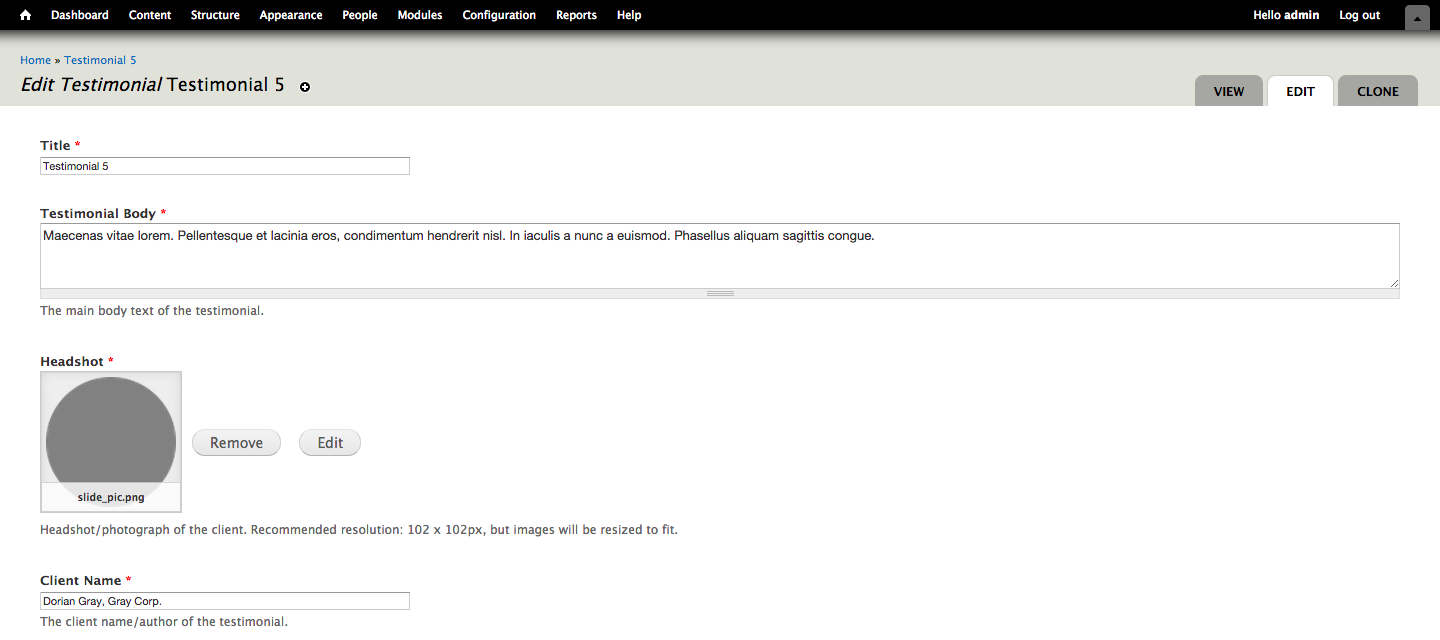 Dashboard Content Structure Appearance People Modules Configuration Reports Help Hello admin Log out
Home » Testimonial 5
Edit Testimonial Testimonial 5
VIEW EDIT CLONE
Title *
Testimonial 5
Testimonial Body *
Maecenas vitae lorem. Pellentesque et lacinia eros, condimentum hendrerit nisl. In iaculis a nunc a euismod. Phasellus aliquam sagittis congue.
The main body text of the testimonial.
Headshot *
Remove Edit
slide_pic.png
Headshot/photograph of the client. Recommended resolution: 102 x 102px, but images will be resized to fit.
Client Name *
Dorian Gray, Gray Corp.
The client name/author of the testimonial.